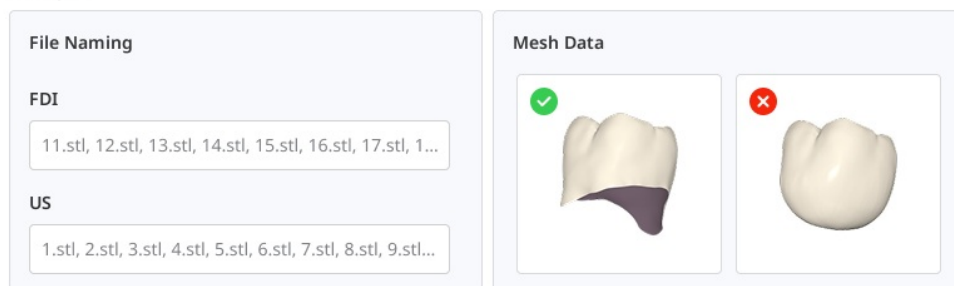 File Naming
FDI
11.stl, 12.stl, 13.stl, 14.stl, 15.stl, 16.stl, 17.stl, 1...
US
1.stl, 2.stl, 3.stl, 4.stl, 5.stl, 6.stl, 7.stl, 8.stl, 9.stl...
Mesh Data